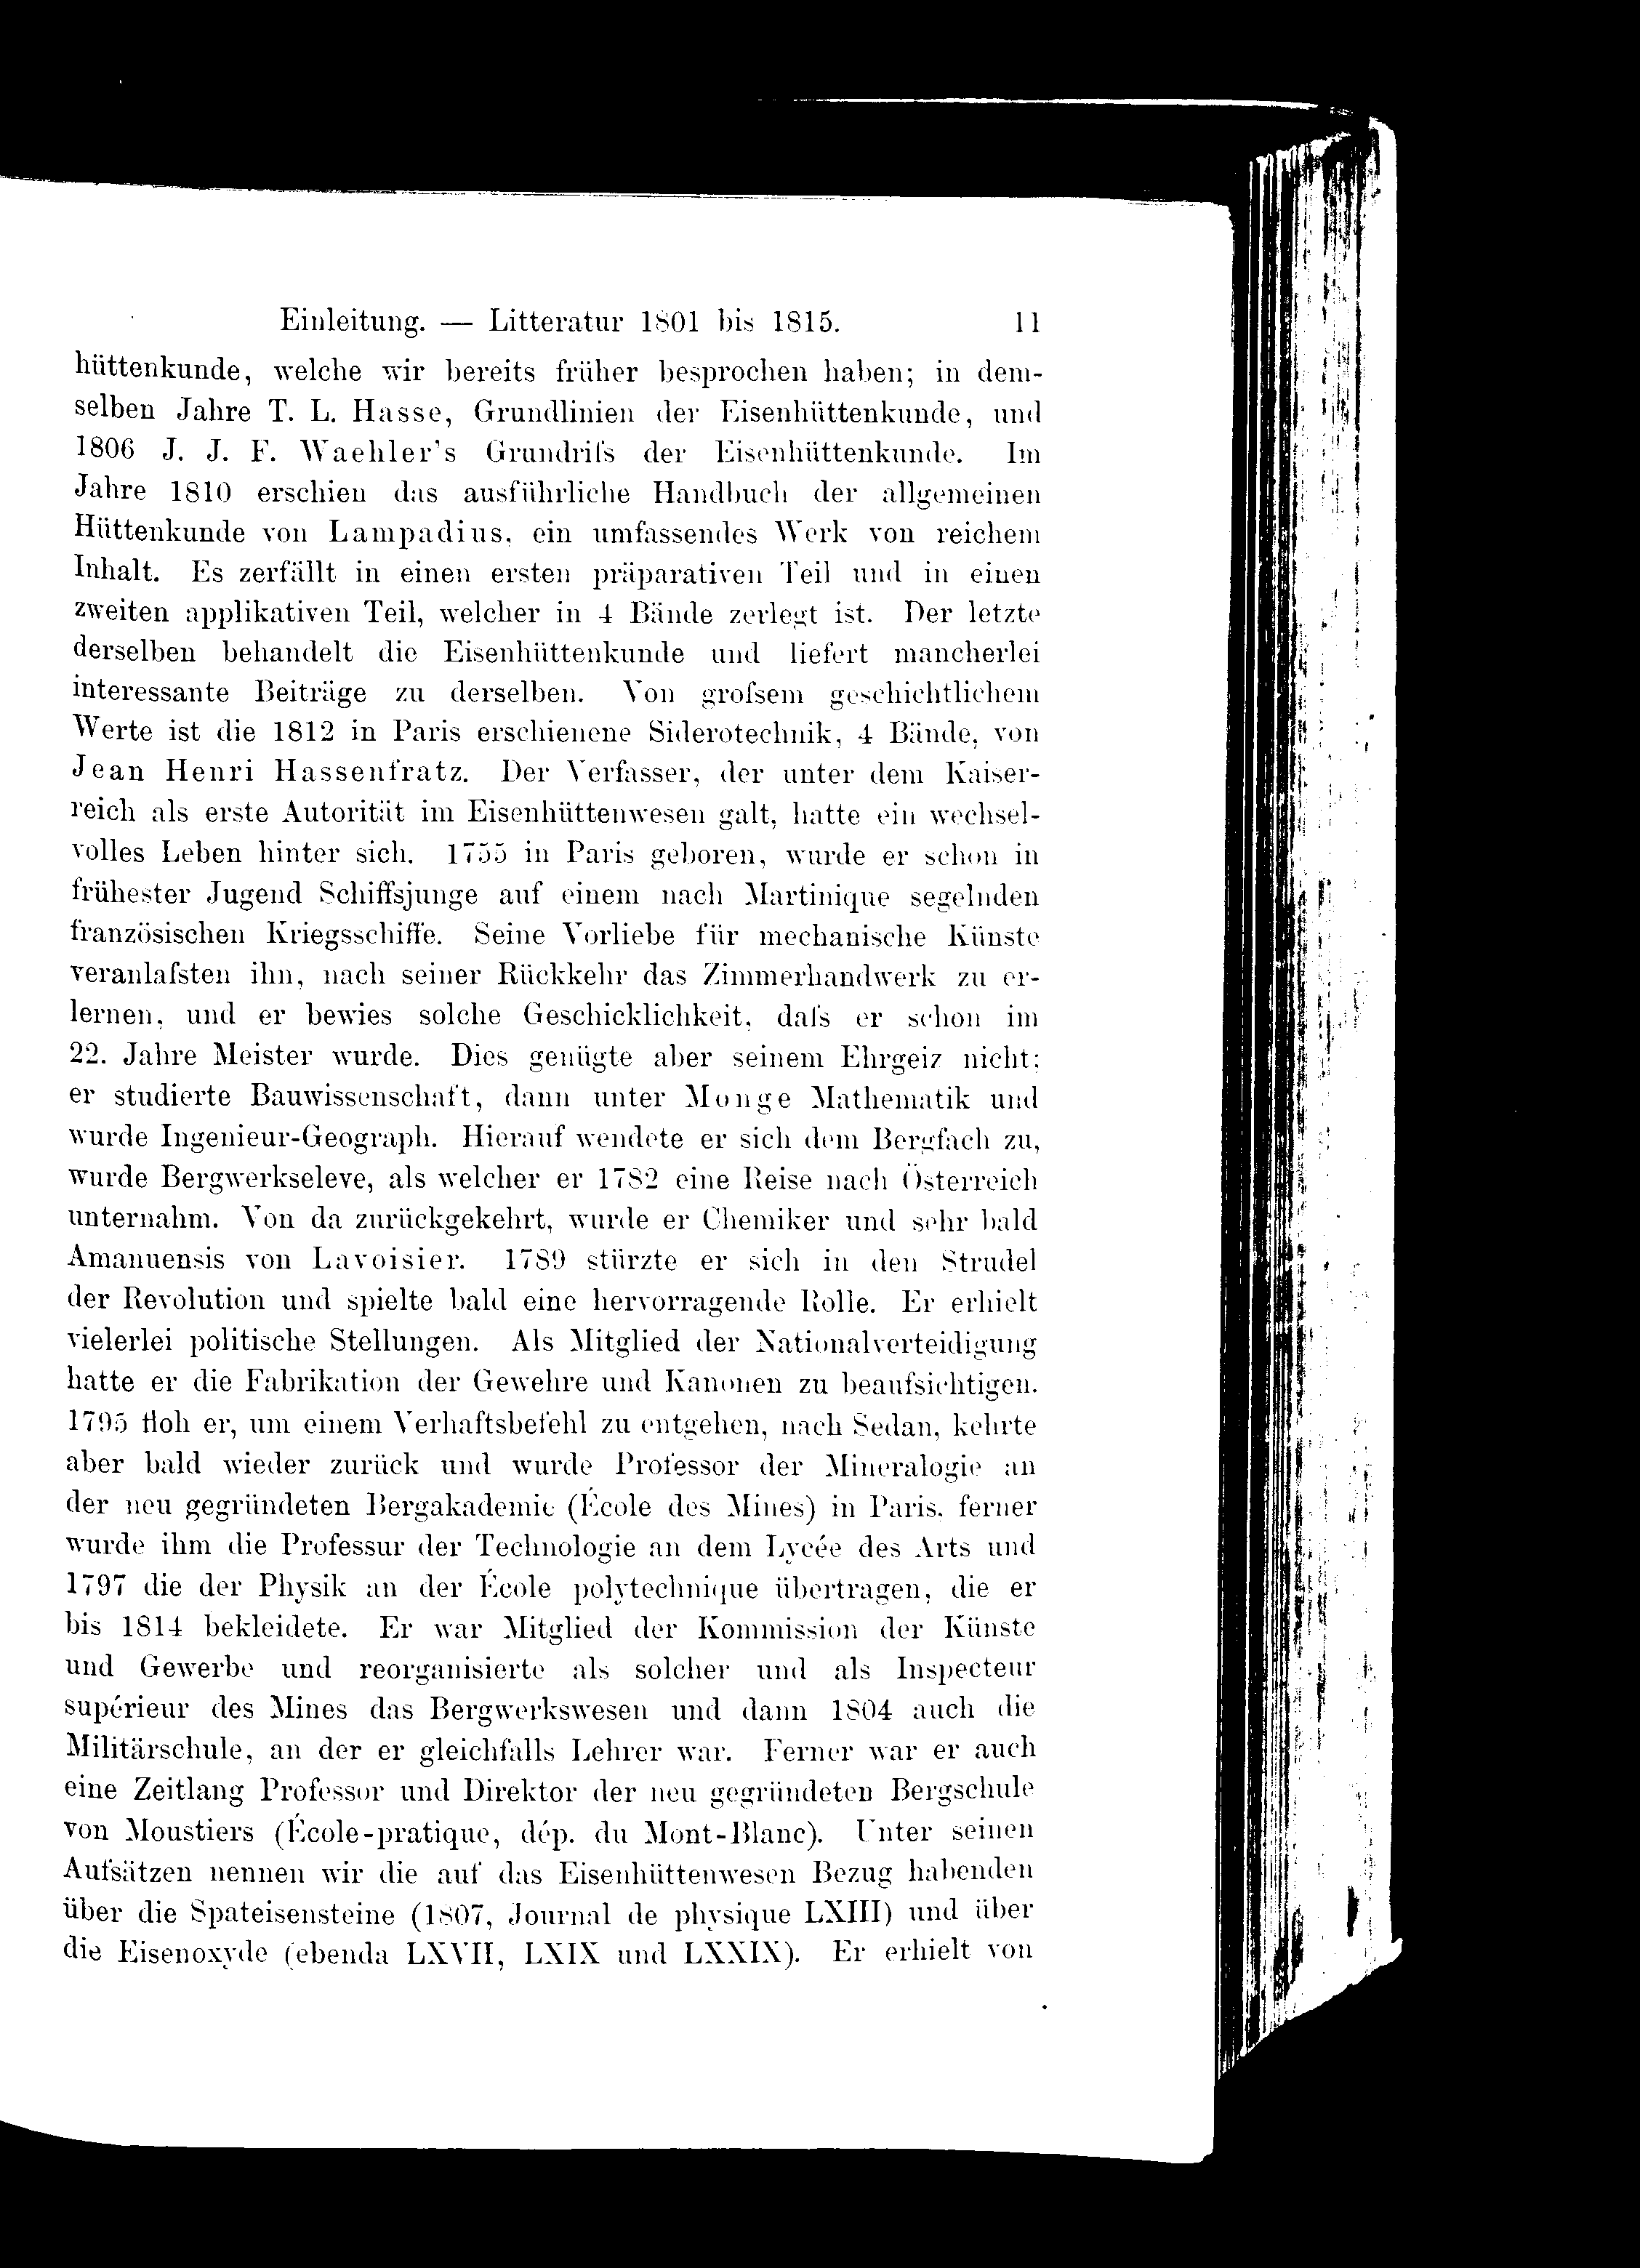 Einleitung. — Litteratur 1801 bis 1815. 11
hüttenkunde, welche wir bereits früher besprochen haben; in dem-
selben Jahre T. L. Hasse, Grundlinien der Eisenhüttenkunde, und
1806 J. J. F. Waehler's Grundriſs der Eisenhüttenkunde. Im
Jahre 1810 erschien das ausführliche Handbuch der allgemeinen
Hüttenkunde von Lampadius, ein umfassendes Werk von reichem
Inhalt. Es zerfällt in einen ersten präparativen Teil und in einen
zweiten applikativen Teil, welcher in 4 Bände zerlegt ist. Der letzte
derselben behandelt die Eisenhüttenkunde und liefert mancherlei
interessante Beiträge zu derselben. Von groſsem geschichtlichem
Werte ist die 1812 in Paris erschienene Siderotechnik, 4 Bände, von
Jean Henri Hassenfratz. Der Verfasser, der unter dem Kaiser-
reich als erste Autorität im Eisenhüttenwesen galt, hatte ein wechsel-
volles Leben hinter sich. 1755 in Paris geboren, wurde er schon in
frühester Jugend Schiffsjunge auf einem nach Martinique segelnden
französischen Kriegsschiffe. Seine Vorliebe für mechanische Künste
veranlaſsten ihn, nach seiner Rückkehr das Zimmerhandwerk zu er-
lernen, und er bewies solche Geschicklichkeit, daſs er schon im
22. Jahre Meister wurde. Dies genügte aber seinem Ehrgeiz nicht;
er studierte Bauwissenschaft, dann unter Monge Mathematik und
wurde Ingenieur-Geograph. Hierauf wendete er sich dem Bergfach zu,
wurde Bergwerkseleve, als welcher er 1782 eine Reise nach Österreich
unternahm. Von da zurückgekehrt, wurde er Chemiker und sehr bald
Amanuensis von Lavoisier. 1789 stürzte er sich in den Strudel
der Revolution und spielte bald eine hervorragende Rolle. Er erhielt
vielerlei politische Stellungen. Als Mitglied der Nationalverteidigung
hatte er die Fabrikation der Gewehre und Kanonen zu beaufsichtigen.
1795 floh er, um einem Verhaftsbefehl zu entgehen, nach Sedan, kehrte
aber bald wieder zurück und wurde Professor der Mineralogie an
der neu gegründeten Bergakademie (École des Mines) in Paris, ferner
wurde ihm die Professur der Technologie an dem Lycée des Arts und
1797 die der Physik an der École polytechnique übertragen, die er
bis 1814 bekleidete. Er war Mitglied der Kommission der Künste
und Gewerbe und reorganisierte als solcher und als Inspecteur
supérieur des Mines das Bergwerkswesen und dann 1804 auch die
Militärschule, an der er gleichfalls Lehrer war. Ferner war er auch
eine Zeitlang Professor und Direktor der neu gegründeten Bergschule
von Moustiers (École-pratique, dép. du Mont-Blanc). Unter seinen
Aufsätzen nennen wir die auf das Eisenhüttenwesen Bezug habenden
über die Spateisensteine (1807, Journal de physique LXIII) und über
die Eisenoxyde (ebenda LXVII, LXIX und LXXIX). Er erhielt von